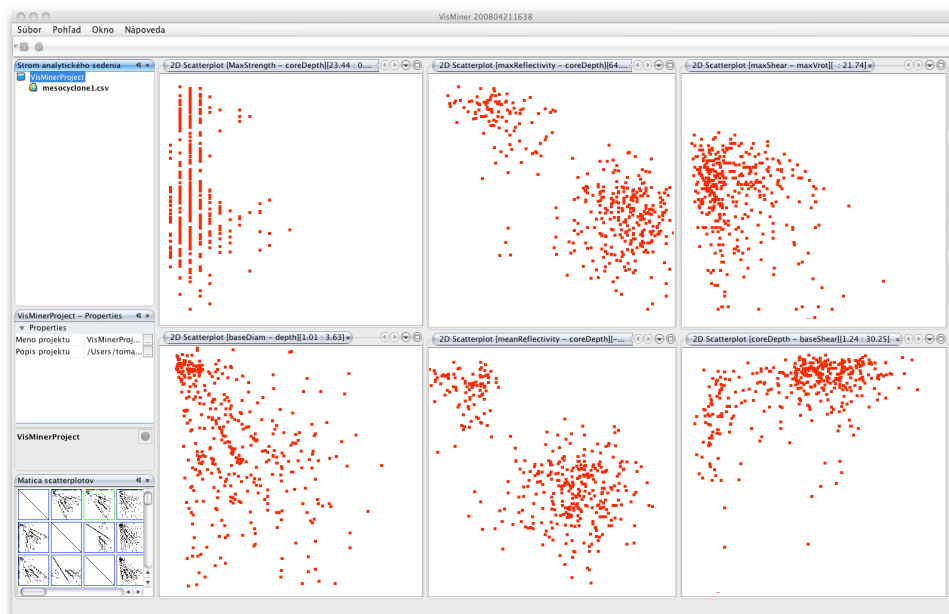 VisMiner 200804211638
Súbor Pohľad Okno Nápoveda
Strom analytického sedenia
VisMinerProject
mesocyclone1.csv
2D Scatterplot [MaxStrength - coreDepth][23.44 : 0....
2D Scatterplot [maxReflectivity - coreDepth][64....
2D Scatterplot [maxShear - maxVrot][ : 21.74]
VisMinerProject - Properties
Properties
Meno projektu VisMinerProj... ...
Popis projektu /Users/toma... ...
VisMinerProject
Matica scatterplotov
2D Scatterplot [baseDiam - depth][1.01 : 3.63]
2D Scatterplot [meanReflectivity - coreDepth][-...
2D Scatterplot [coreDepth - baseShear][1.24 : 30.25]